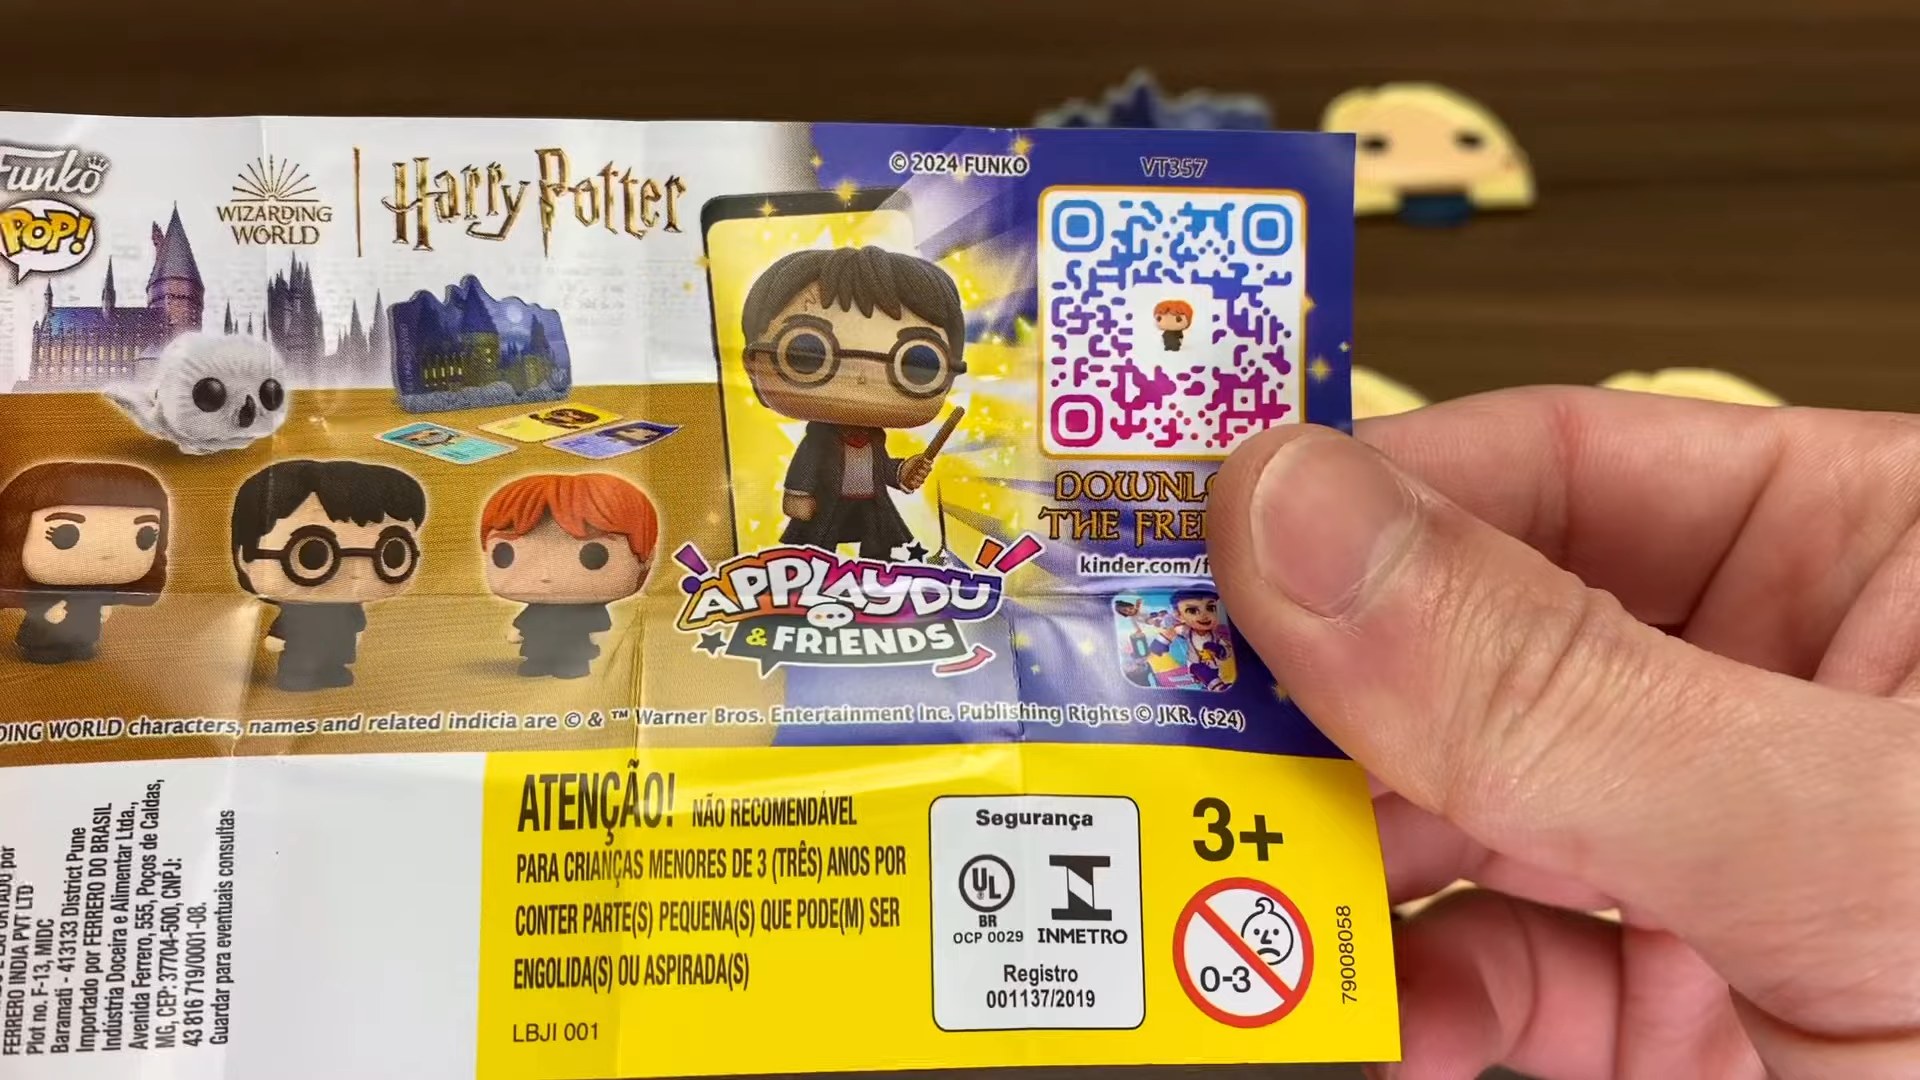 Funko
POP!
WIZARDING
WORLD
Harry Potter
© 2024 FUNKO
VT357
THE
kinder.com/
APPLAYDU
& FRIENDS
WORLD characters, names and related indicia are © & ™ Warner Bros. Entertainment Inc. Publishing Rights © JKR. (s24)
FERRERO INDIA PVT LTD
Plot no. F-13, MIDC
Baramati - 413133 District Pune
Importado por FERRERO DO BRASIL
Indústria Doceira e Alimentar Ltda.,
Avenida Ferrero, 555, Poços de Caldas,
MG, CEP: 37704-500, CNPJ:
43 816 719/0001-08.
Guardar para eventuais consultas
ATENÇÃO! NÃO RECOMENDÁVEL
PARA CRIANÇAS MENORES DE 3 (TRÊS) ANOS POR
CONTER PARTE(S) PEQUENA(S) QUE PODE(M) SER
ENGOLIDA(S) OU ASPIRADA(S)
LBJI 001
Segurança
UL
BR
OCP 0029
INMETRO
Registro
001137/2019
3+
0-3
79008058